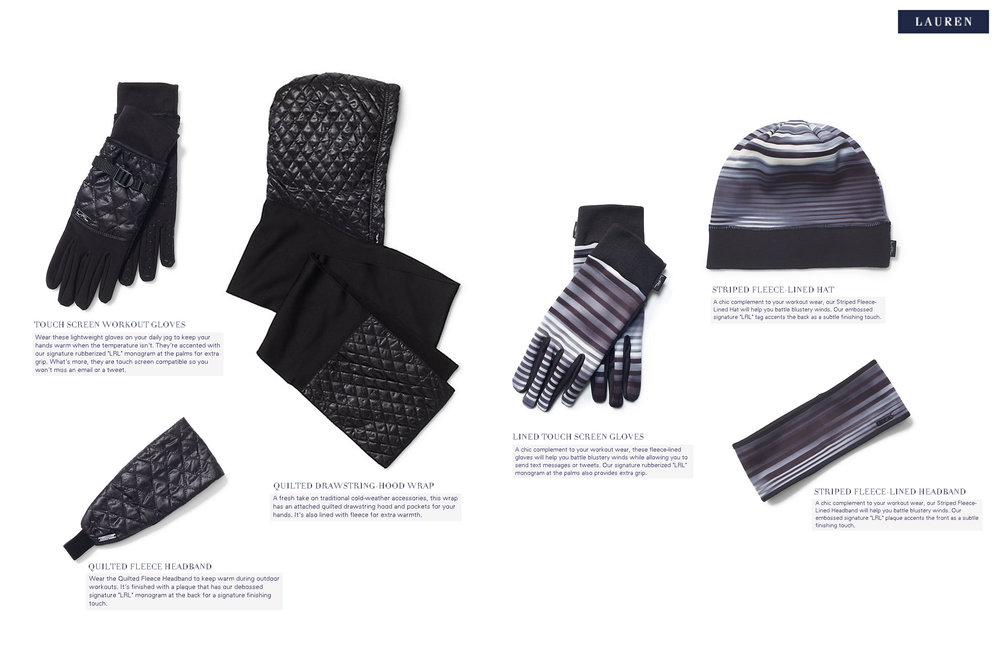 LAUREN
TOUCH SCREEN WORKOUT GLOVES
Wear these lightweight gloves on your daily jog to keep your
hands warm when the temperature isn't. They're accented with
our signature rubberized "LRL" monogram at the palms for extra
grip. What's more, they are touch screen compatible so you
won't miss an email or a tweet.
QUILTED DRAWSTRING-HOOD WRAP
A fresh take on traditional cold-weather accessories, this wrap
has an attached quilted drawstring hood and pockets for your
hands. It's also lined with fleece for extra warmth.
QUILTED FLEECE HEADBAND
Wear the Quilted Fleece Headband to keep warm during outdoor
workouts. It's finished with a plaque that has our debossed
signature "LRL" monogram at the back for a signature finishing
touch.
LINED TOUCH SCREEN GLOVES
A chic complement to your workout wear, these fleece-lined
gloves will help you battle blustery winds while allowing you to
send text messages or tweets. Our signature rubberized "LRL"
monogram at the palms also provides extra grip.
STRIPED FLEECE-LINED HAT
A chic complement to your workout wear, our Striped Fleece-
Lined Hat will help you battle blustery winds. Our embossed
signature "LRL" tag accents the back as a subtle finishing touch.
STRIPED FLEECE-LINED HEADBAND
A chic complement to your workout wear, our Striped Fleece-
Lined Headband will help you battle blustery winds. Our
embossed signature "LRL" plaque accents the front as a subtle
finishing touch.